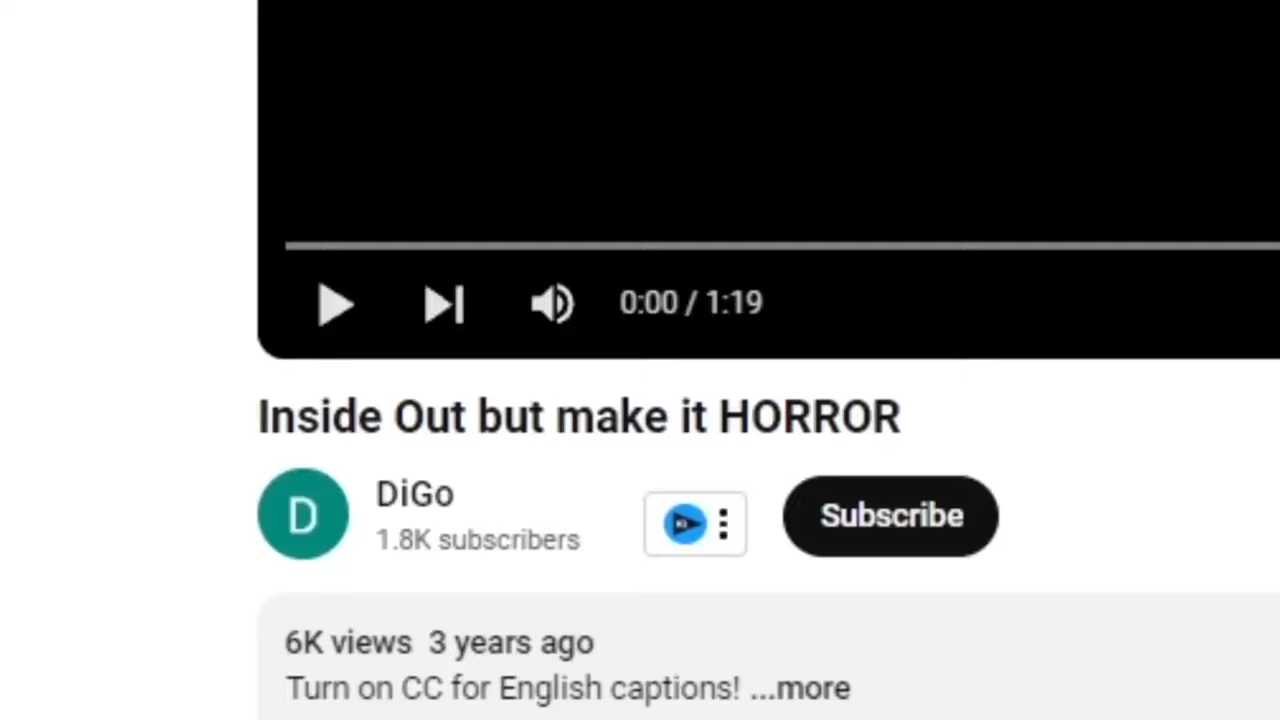 0:00 / 1:19
Inside Out but make it HORROR
D
DiGo
1.8K subscribers
Subscribe
6K views 3 years ago
Turn on CC for English captions! ...more